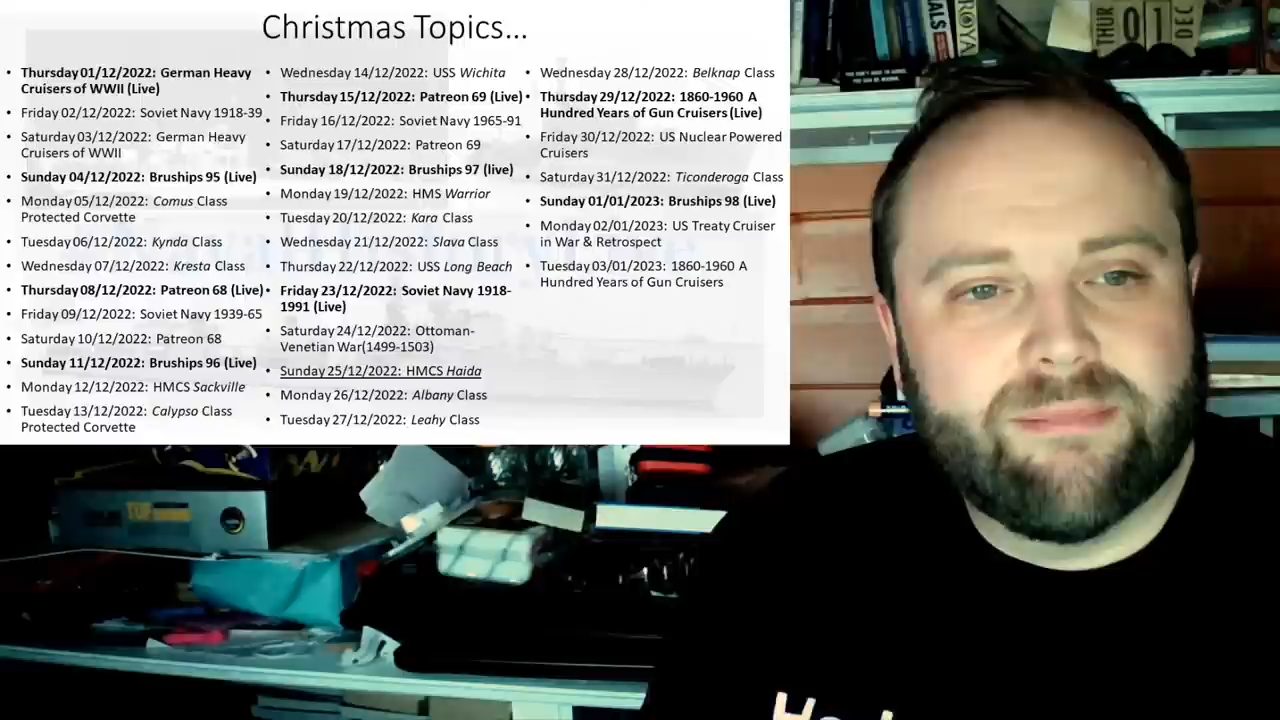 Christmas Topics...
• Thursday 01/12/2022: German Heavy
Cruisers of WWII (Live)
• Friday 02/12/2022: Soviet Navy 1918-39
• Saturday 03/12/2022: German Heavy
Cruisers of WWII
• Sunday 04/12/2022: Bruships 95 (Live)
• Monday 05/12/2022: Comus Class
Protected Corvette
• Tuesday 06/12/2022: Kynda Class
• Wednesday 07/12/2022: Kresta Class
• Thursday 08/12/2022: Patreon 68 (Live)
• Friday 09/12/2022: Soviet Navy 1939-65
• Saturday 10/12/2022: Patreon 68
• Sunday 11/12/2022: Bruships 96 (Live)
• Monday 12/12/2022: HMCS Sackville
• Tuesday 13/12/2022: Calypso Class
Protected Corvette
• Wednesday 14/12/2022: USS Wichita
• Thursday 15/12/2022: Patreon 69 (Live)
• Friday 16/12/2022: Soviet Navy 1965-91
• Saturday 17/12/2022: Patreon 69
• Sunday 18/12/2022: Bruships 97 (live)
• Monday 19/12/2022: HMS Warrior
• Tuesday 20/12/2022: Kara Class
• Wednesday 21/12/2022: Slava Class
• Thursday 22/12/2022: USS Long Beach
• Friday 23/12/2022: Soviet Navy 1918-
1991 (Live)
• Saturday 24/12/2022: Ottoman-
Venetian War(1499-1503)
• Sunday 25/12/2022: HMCS Haida
• Monday 26/12/2022: Albany Class
• Tuesday 27/12/2022: Leahy Class
• Wednesday 28/12/2022: Belknap Class
• Thursday 29/12/2022: 1860-1960 A
Hundred Years of Gun Cruisers (Live)
• Friday 30/12/2022: US Nuclear Powered
Cruisers
• Saturday 31/12/2022: Ticonderoga Class
• Sunday 01/01/2023: Bruships 98 (Live)
• Monday 02/01/2023: US Treaty Cruiser
in War & Retrospect
• Tuesday 03/01/2023: 1860-1960 A
Hundred Years of Gun Cruisers
THUR 01 DEC